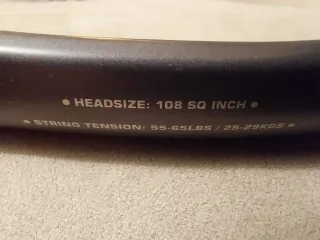 ● HEADSIZE: 108 SQ INCH ●
● STRING TENSION: 55-65LBS / 25-29KGS ●